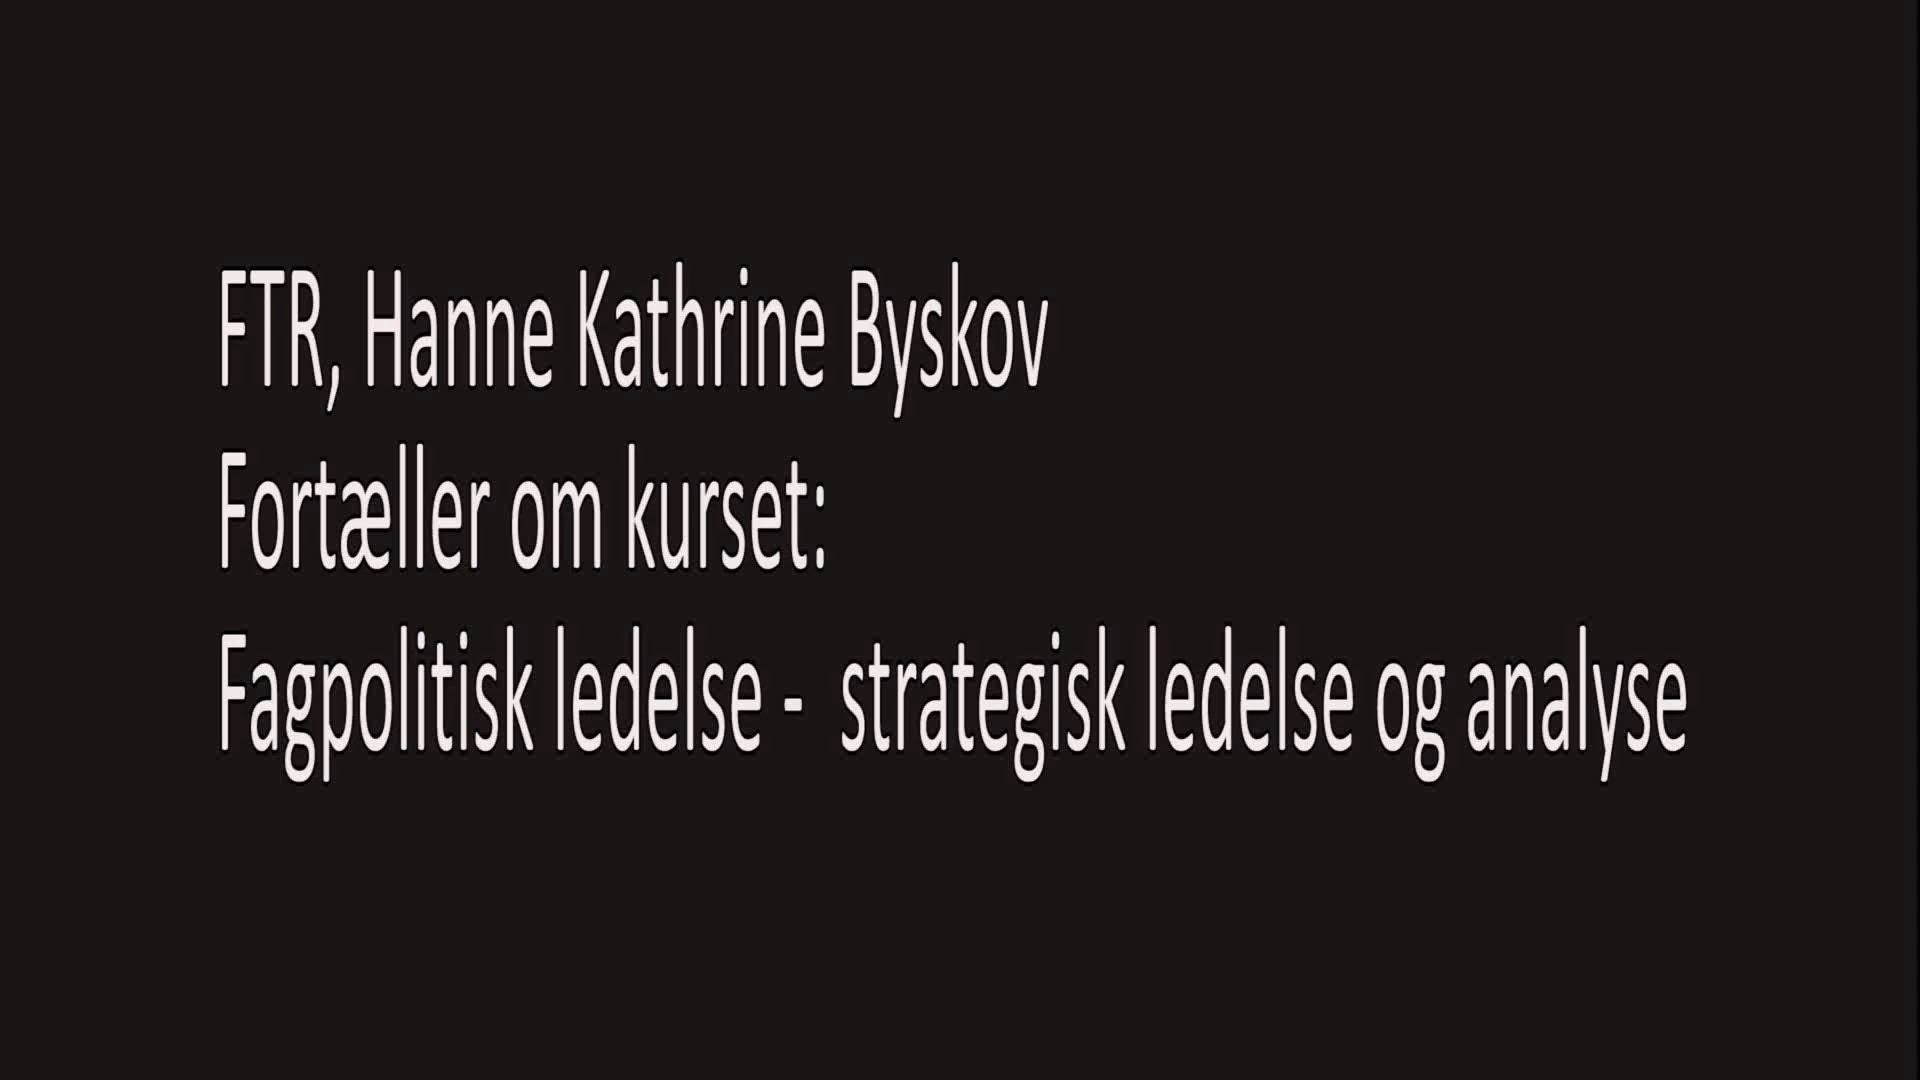 FTR, Hanne Kathrine Byskov
Fortæller om kurset:
Fagpolitisk ledelse -  strategisk ledelse og analyse